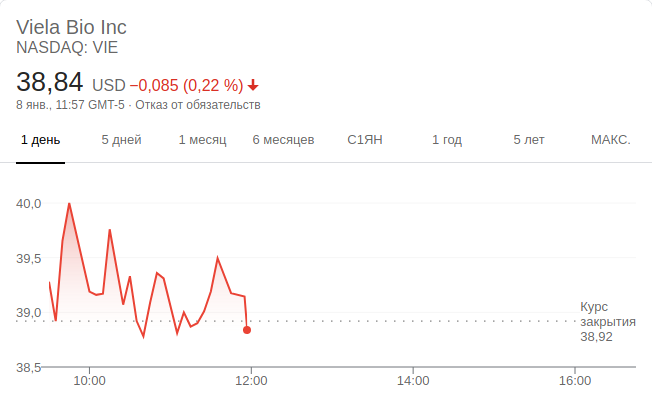 Viela Bio Inc
NASDAQ: VIE
38,84 USD −0,085 (0,22 %)
8 янв., 11:57 GMT-5 · Отказ от обязательств
1 день 5 дней 1 месяц 6 месяцев С1ЯН 1 год 5 лет МАКС.
40,0
39,5
39,0
38,5
Курс
закрытия
38,92
10:00 12:00 14:00 16:00